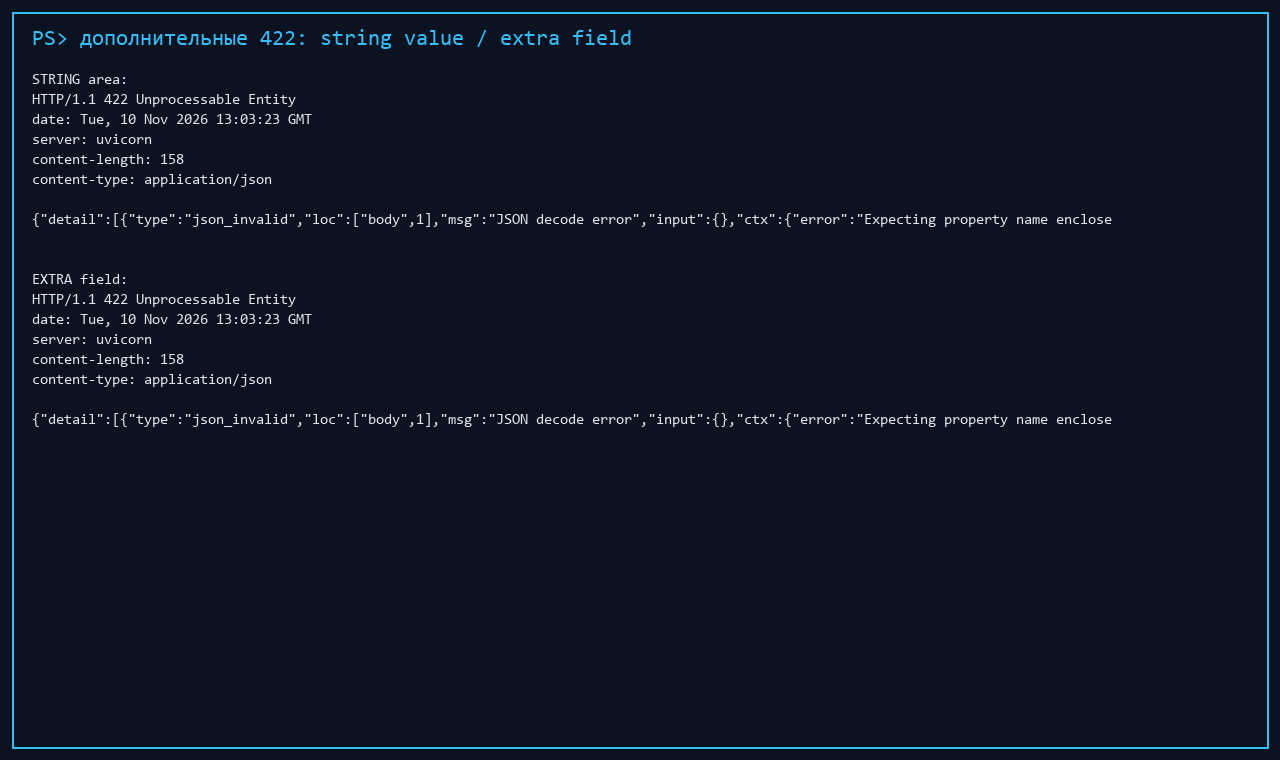 PS> дополнительные 422: string value / extra field
STRING area:
HTTP/1.1 422 Unprocessable Entity
date: Tue, 10 Nov 2026 13:03:23 GMT
server: uvicorn
content-length: 158
content-type: application/json
{"detail":[{"type":"json_invalid","loc":["body",1],"msg":"JSON decode error","input":{},"ctx":{"error":"Expecting property name enclose
EXTRA field:
HTTP/1.1 422 Unprocessable Entity
date: Tue, 10 Nov 2026 13:03:23 GMT
server: uvicorn
content-length: 158
content-type: application/json
{"detail":[{"type":"json_invalid","loc":["body",1],"msg":"JSON decode error","input":{},"ctx":{"error":"Expecting property name enclose